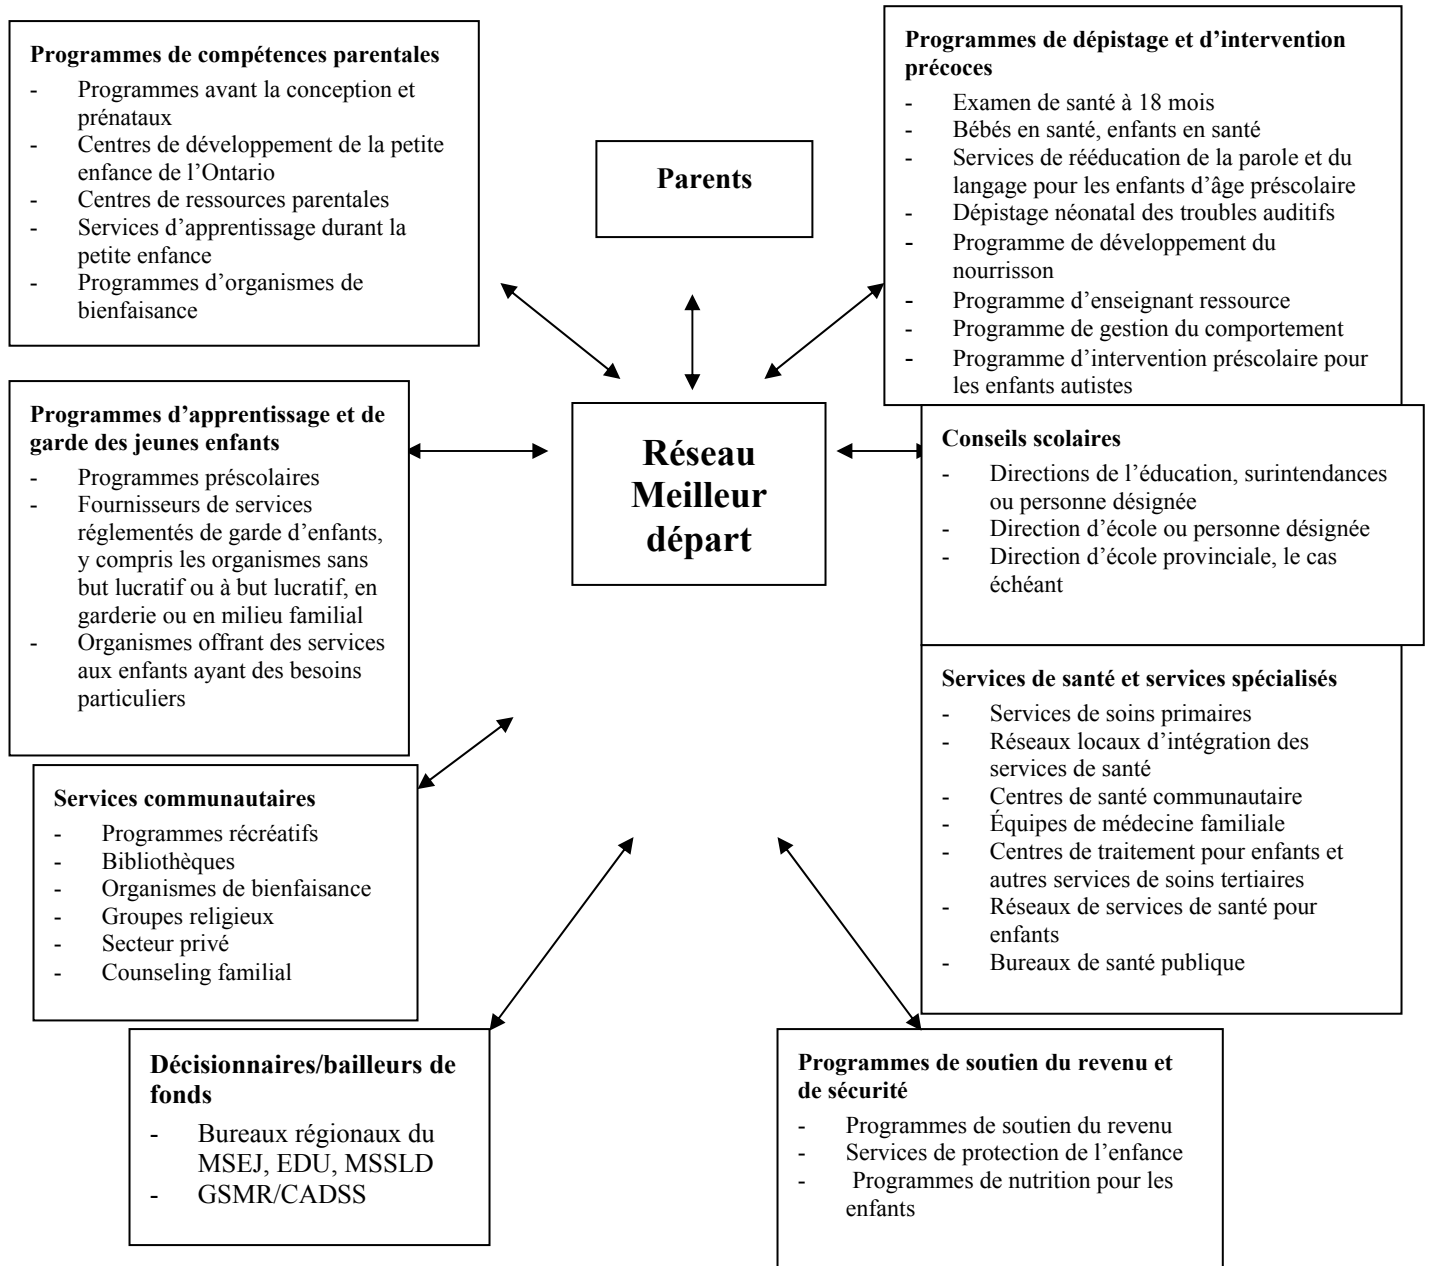 Programmes de compétences parentales
- Programmes avant la conception et
prénataux
- Centres de développement de la petite
enfance de l’Ontario
- Centres de ressources parentales
- Services d’apprentissage durant la
petite enfance
- Programmes d’organismes de
bienfaisance
Parents
Programmes de dépistage et d’intervention
précoces
- Examen de santé à 18 mois
- Bébés en santé, enfants en santé
- Services de rééducation de la parole et du
langage pour les enfants d’âge préscolaire
- Dépistage néonatal des troubles auditifs
- Programme de développement du
nourrisson
- Programme d’enseignant ressource
- Programme de gestion du comportement
- Programme d’intervention préscolaire pour
les enfants autistes
Programmes d’apprentissage et de
garde des jeunes enfants
- Programmes préscolaires
- Fournisseurs de services
réglementés de garde d’enfants,
y compris les organismes sans
but lucratif ou à but lucratif, en
garderie ou en milieu familial
- Organismes offrant des services
aux enfants ayant des besoins
particuliers
Réseau
Meilleur
départ
Conseils scolaires
- Directions de l’éducation, surintendances
ou personne désignée
- Direction d’école ou personne désignée
- Direction d’école provinciale, le cas
échéant
Services de santé et services spécialisés
- Services de soins primaires
- Réseaux locaux d’intégration des
services de santé
- Centres de santé communautaire
- Équipes de médecine familiale
- Centres de traitement pour enfants et
autres services de soins tertiaires
- Réseaux de services de santé pour
enfants
- Bureaux de santé publique
Services communautaires
- Programmes récréatifs
- Bibliothèques
- Organismes de bienfaisance
- Groupes religieux
- Secteur privé
- Counseling familial
Décisionnaires/bailleurs de
fonds
- Bureaux régionaux du
MSEJ, EDU, MSSLD
- GSMR/CADSS
Programmes de soutien du revenu et
de sécurité
- Programmes de soutien du revenu
- Services de protection de l’enfance
- Programmes de nutrition pour les
enfants